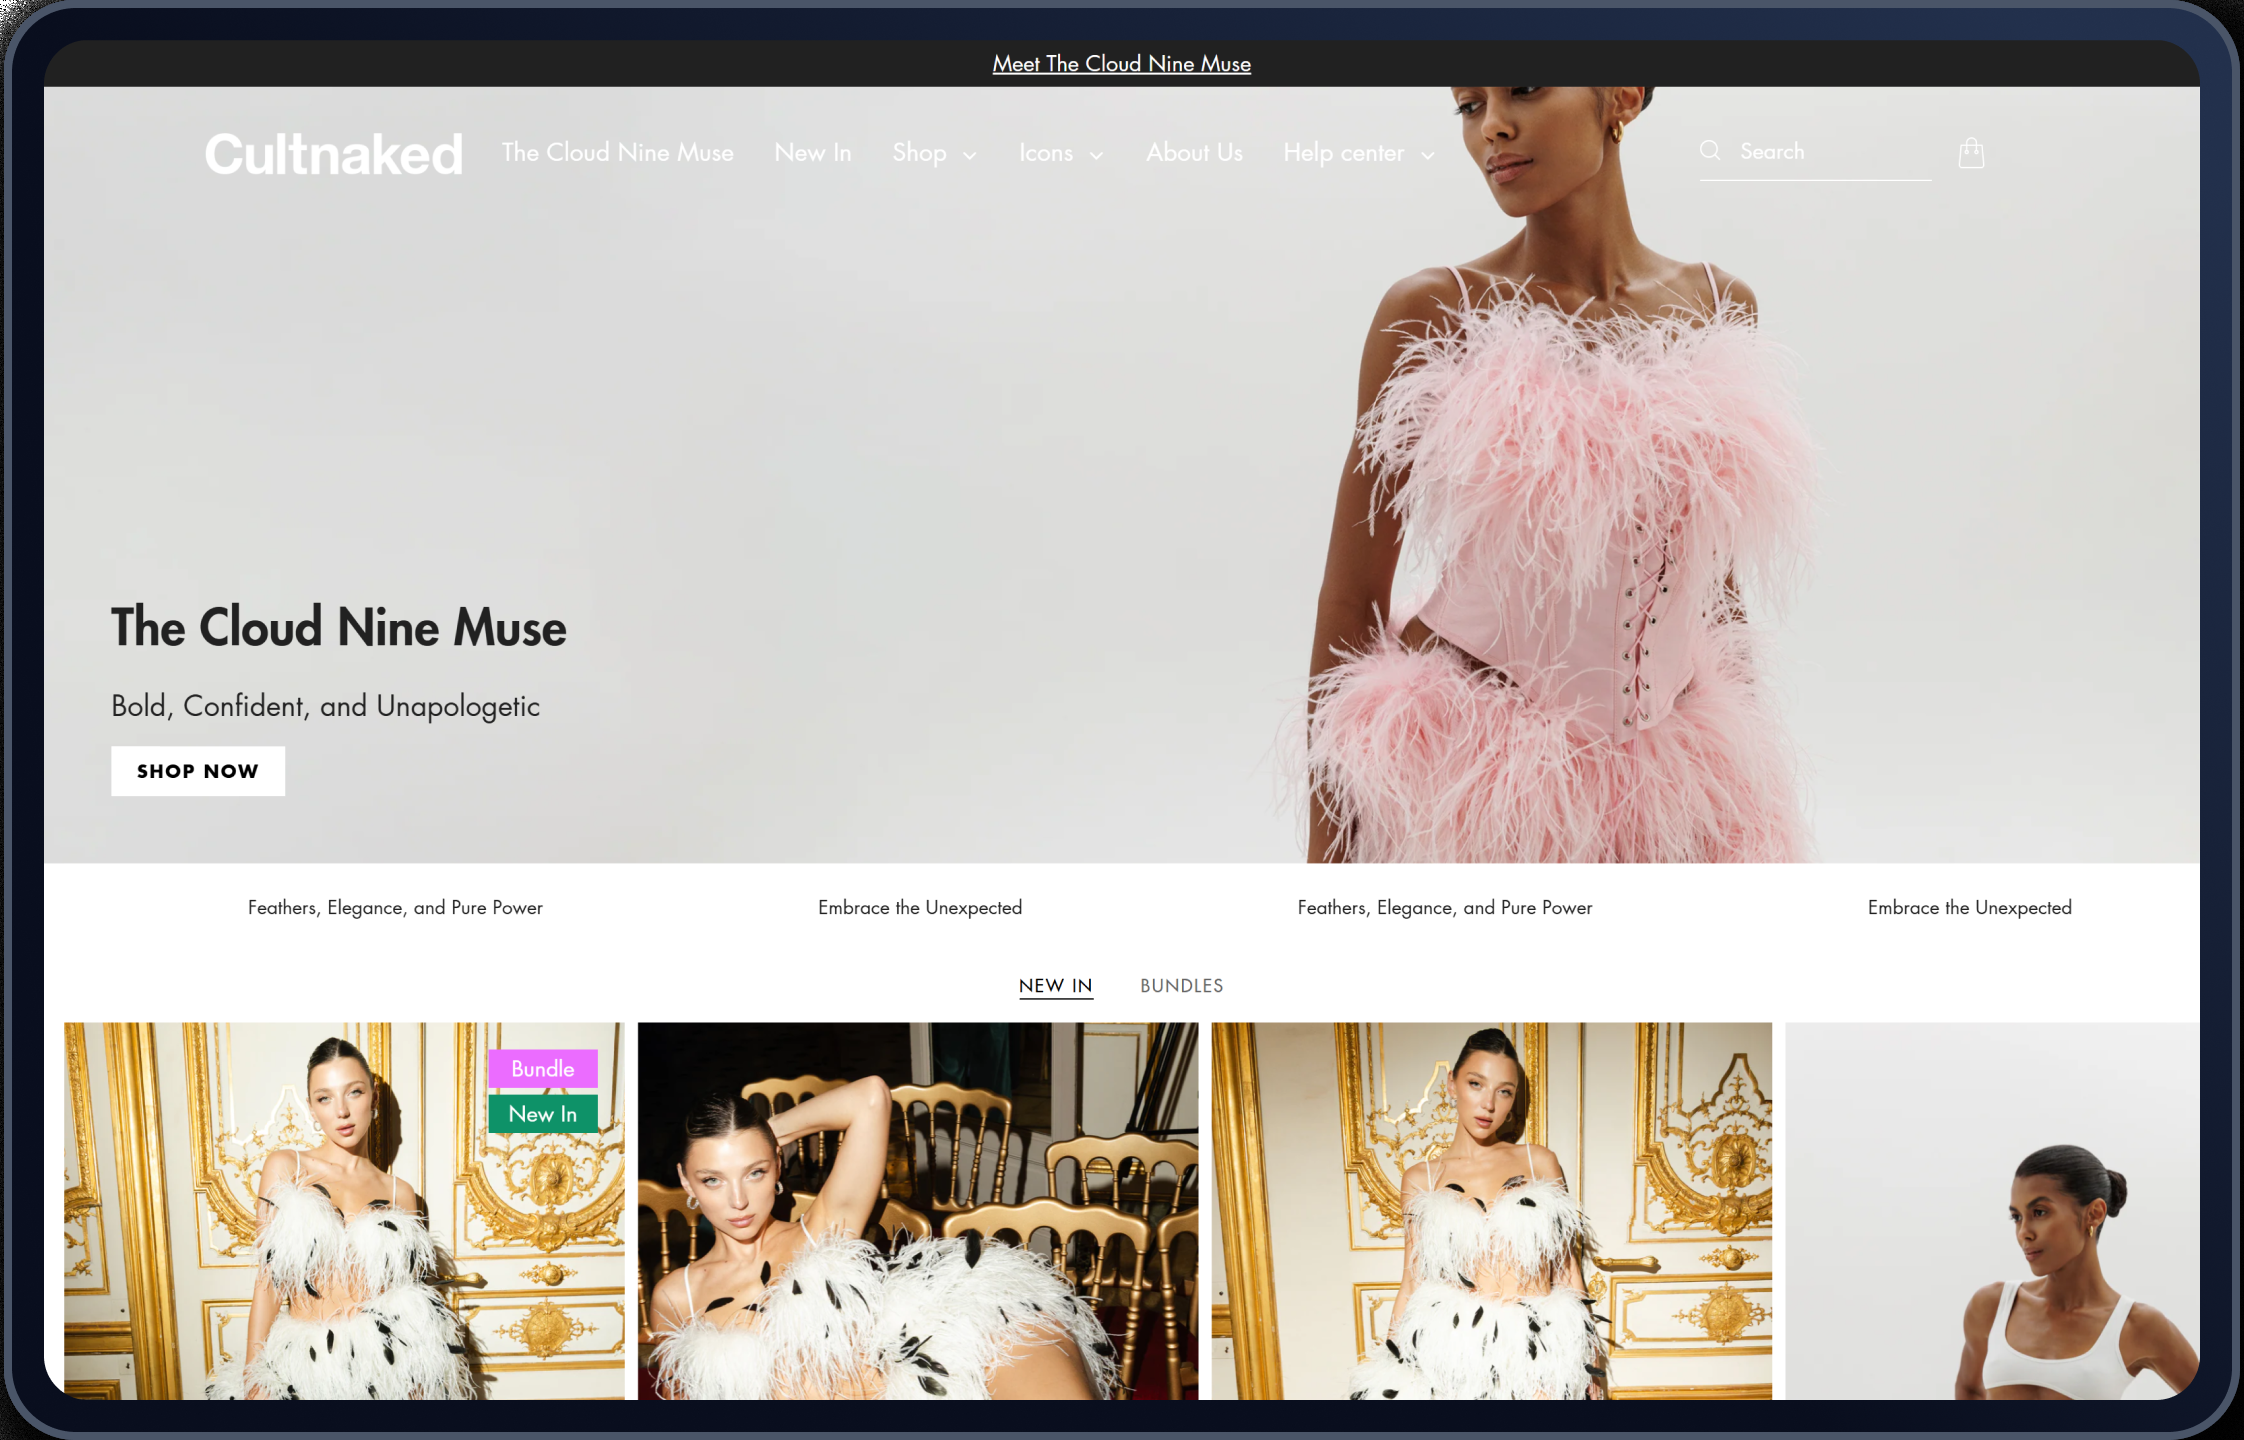 Meet The Cloud Nine Muse
Cultnaked The Cloud Nine Muse New In Shop Icons About Us Help center Search
The Cloud Nine Muse
Bold, Confident, and Unapologetic
SHOP NOW
Feathers, Elegance, and Pure Power Embrace the Unexpected Feathers, Elegance, and Pure Power Embrace the Unexpected
NEW IN BUNDLES
Bundle
New In